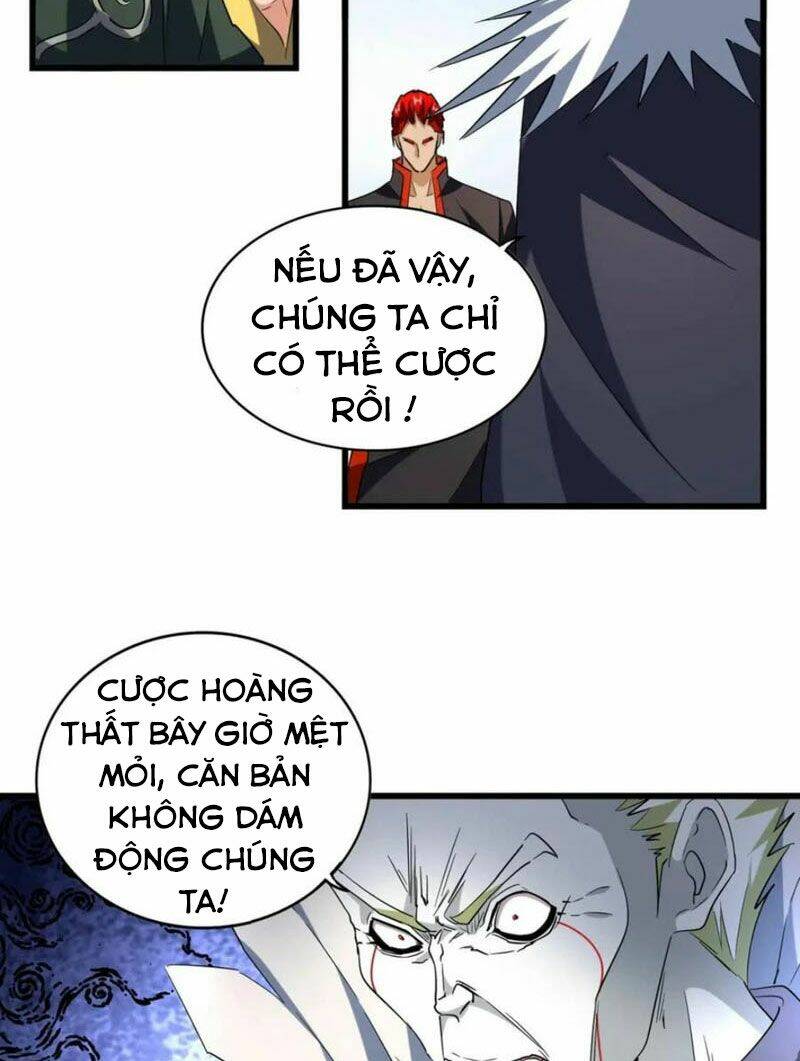 NẾU ĐÃ VẬY,
CHÚNG TA CHỈ
CÓ THỂ CƯỢC
RỒI !
CƯỢC HOÀNG
THẤT BÂY GIỜ MỆT
MỎI, CĂN BẢN
KHÔNG DÁM
ĐỘNG CHÚNG
TA!